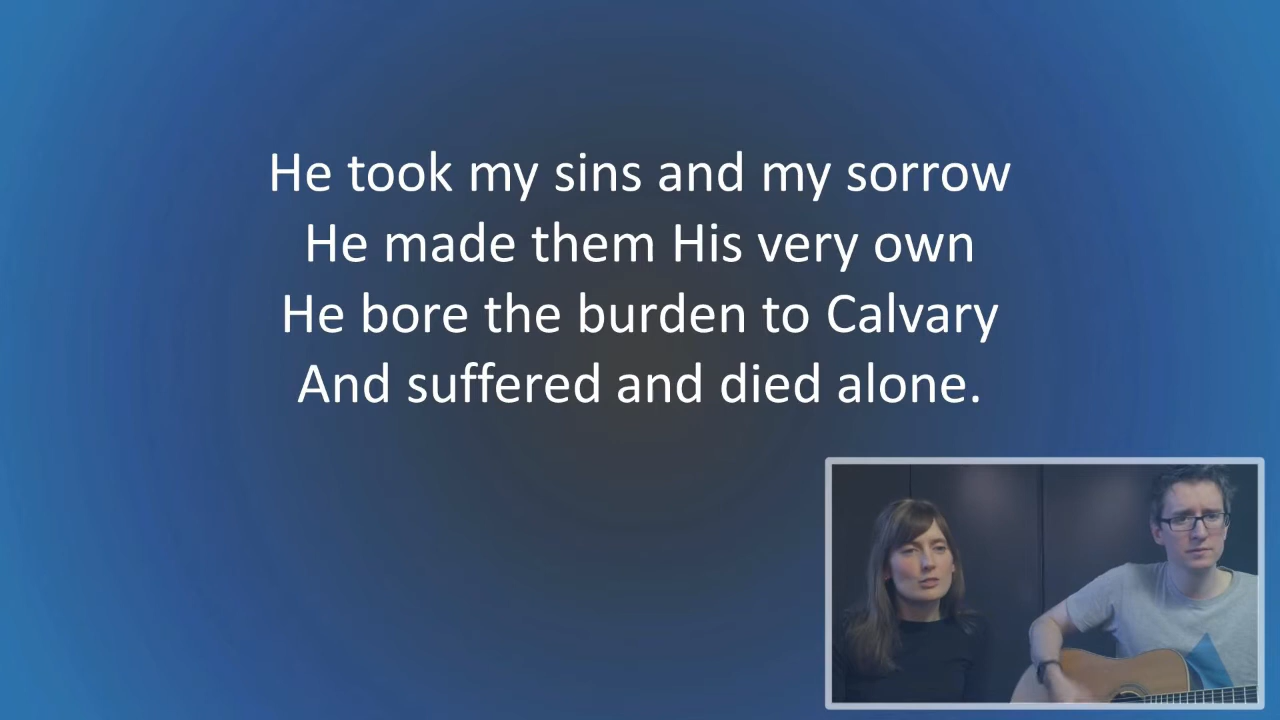 He took my sins and my sorrow
He made them His very own
He bore the burden to Calvary
And suffered and died alone.